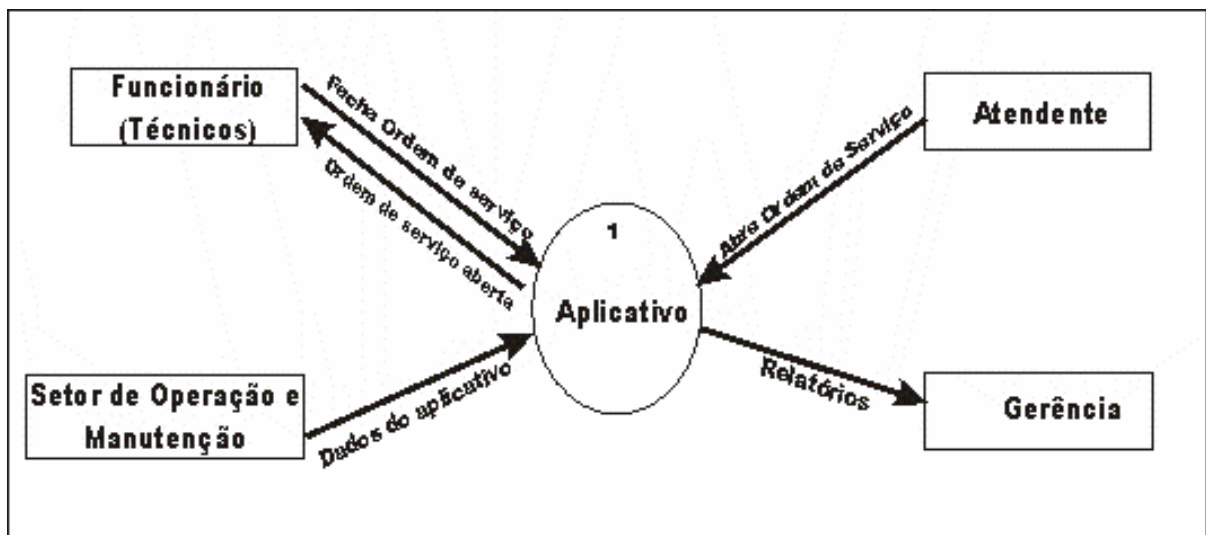 Funcionário
(Técnicos)
Fecha Ordem de serviço
Ordem de serviço aberta
Atendente
Abre Ordem de Serviço
1
Aplicativo
Setor de Operação e
Manutenção
Dados do aplicativo
Relatórios
Gerência